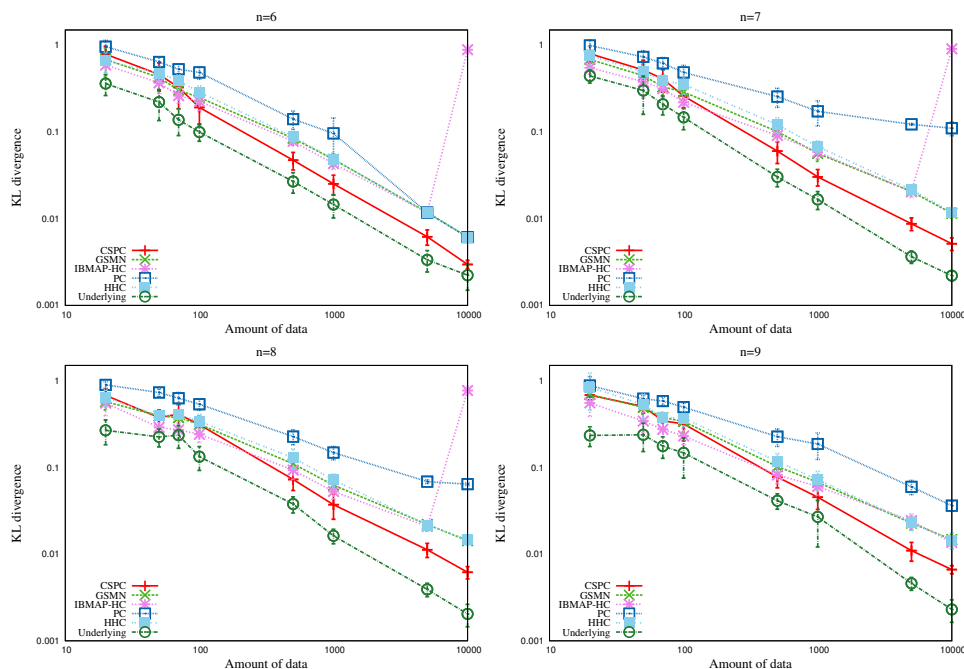 n=6
1
0.1
0.01
0.001
KL divergence
CSPC
GSMN
IBMAP-HC
PC
HHC
Underlying
10
100
1000
10000
Amount of data
n=7
1
0.1
0.01
0.001
KL divergence
CSPC
GSMN
IBMAP-HC
PC
HHC
Underlying
10
100
1000
10000
Amount of data
n=8
1
0.1
0.01
0.001
KL divergence
CSPC
GSMN
IBMAP-HC
PC
HHC
Underlying
10
100
1000
10000
Amount of data
n=9
1
0.1
0.01
0.001
KL divergence
CSPC
GSMN
IBMAP-HC
PC
HHC
Underlying
10
100
1000
10000
Amount of data